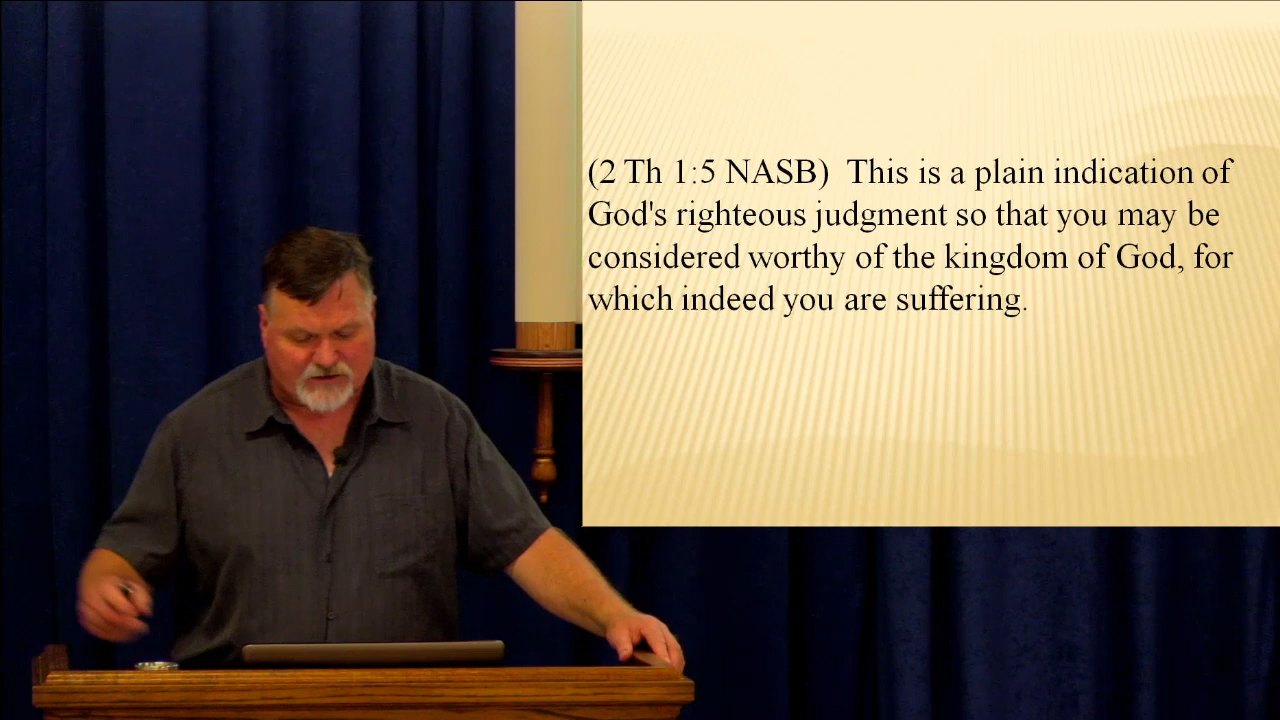 (2 Th 1:5 NASB)  This is a plain indication of
God's righteous judgment so that you may be
considered worthy of the kingdom of God, for
which indeed you are suffering.